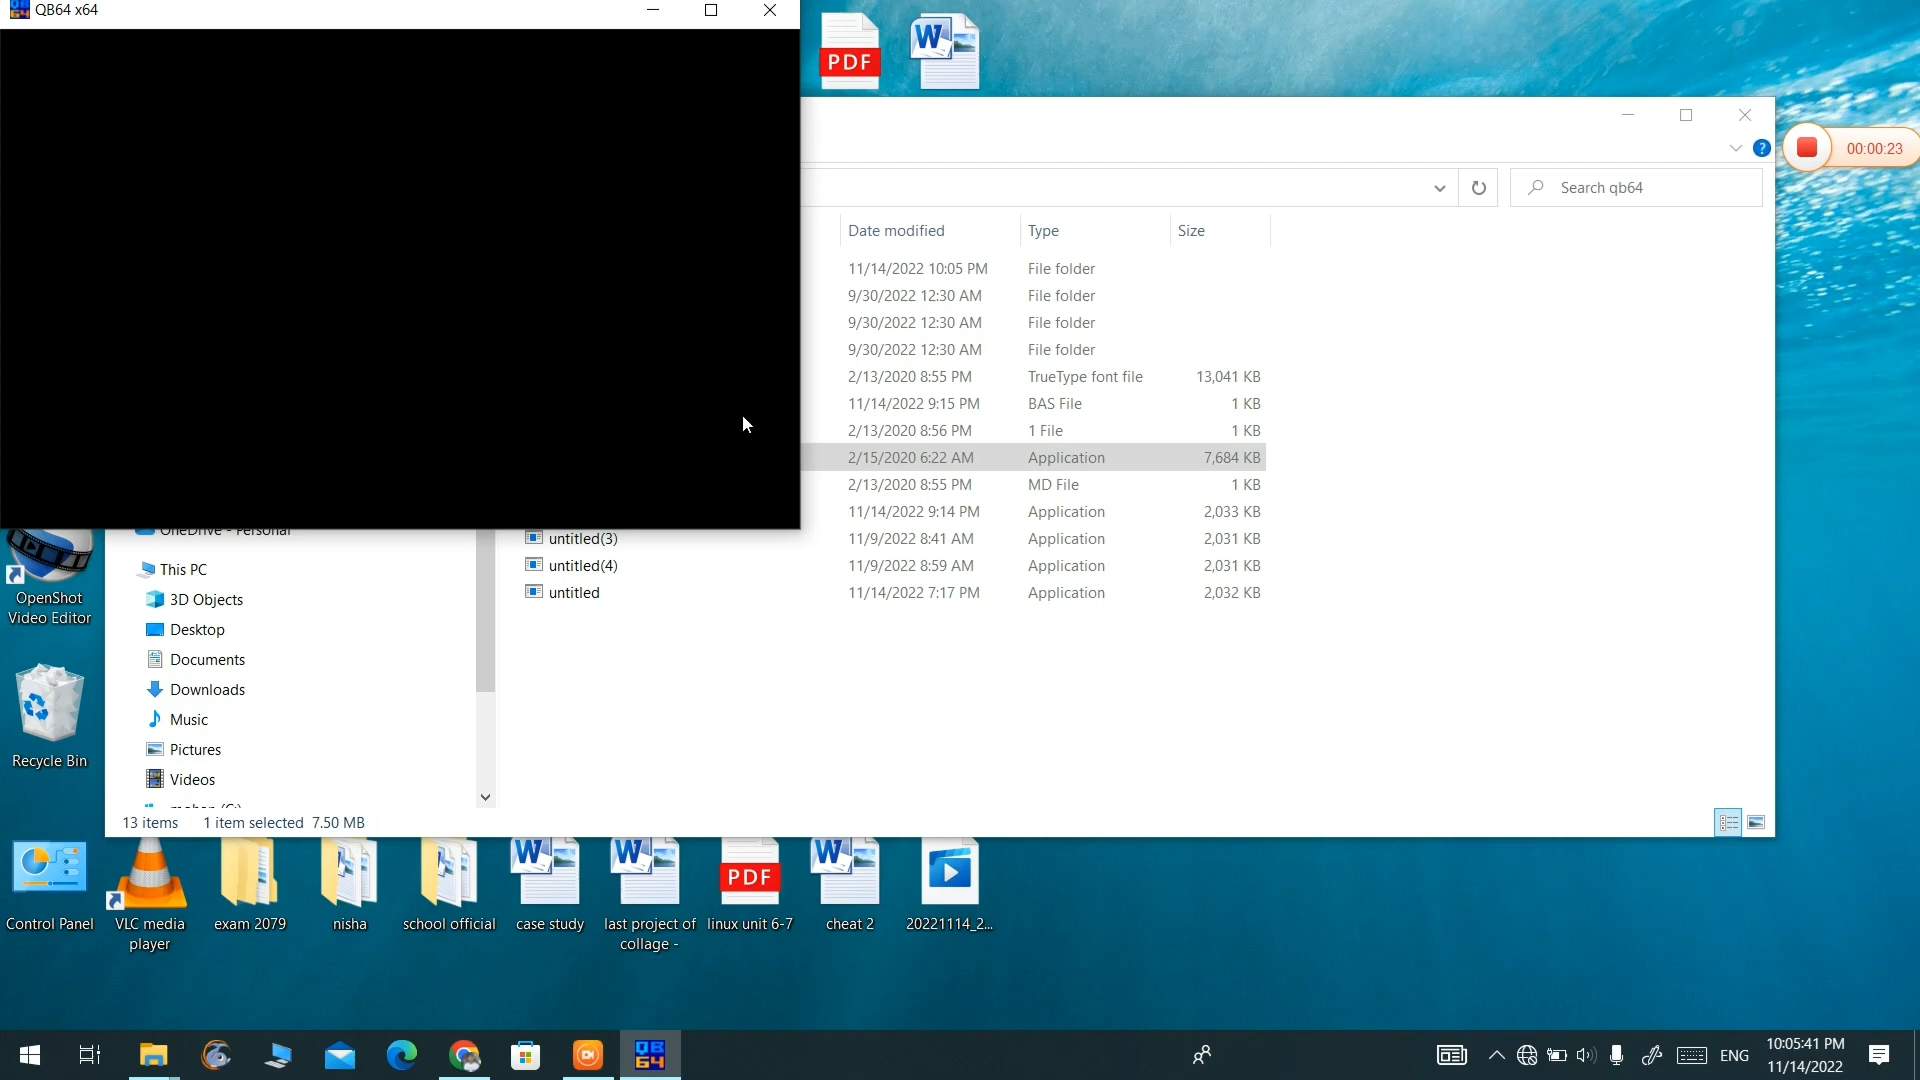 QB64 x64
PDF
W
00:00:23
Search qb64
Date modified Type Size
11/14/2022 10:05 PM File folder
9/30/2022 12:30 AM File folder
9/30/2022 12:30 AM File folder
9/30/2022 12:30 AM File folder
2/13/2020 8:55 PM TrueType font file 13,041 KB
11/14/2022 9:15 PM BAS File 1 KB
2/13/2020 8:56 PM 1 File 1 KB
2/15/2020 6:22 AM Application 7,684 KB
2/13/2020 8:55 PM MD File 1 KB
11/14/2022 9:14 PM Application 2,033 KB
OneDrive - Personal
untitled(3) 11/9/2022 8:41 AM Application 2,031 KB
untitled(4) 11/9/2022 8:59 AM Application 2,031 KB
untitled 11/14/2022 7:17 PM Application 2,032 KB
This PC
3D Objects
Desktop
Documents
Downloads
Music
Pictures
Videos
13 items 1 item selected 7.50 MB
OpenShot
Video Editor
Recycle Bin
W W PDF W
Control Panel VLC media exam 2079 nisha school official case study last project of linux unit 6-7 cheat 2 20221114_2...
player collage -
QB
64
ENG
10:05:41 PM
11/14/2022